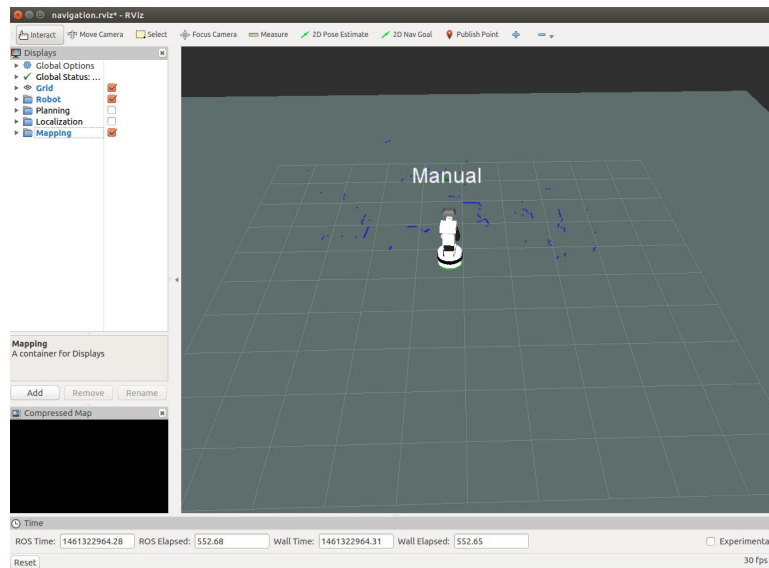 navigation.rviz* - RViz
Interact Move Camera Select Focus Camera Measure 2D Pose Estimate 2D Nav Goal Publish Point
Displays
Global Options
Global Status: ...
Grid
Robot
Planning
Localization
Mapping
Manual
Mapping
A container for Displays
Add Remove Rename
Compressed Map
Time
ROS Time: 1461322964.28 ROS Elapsed: 552.68 Wall Time: 1461322964.31 Wall Elapsed: 552.65 Experimenta
Reset 30 fps